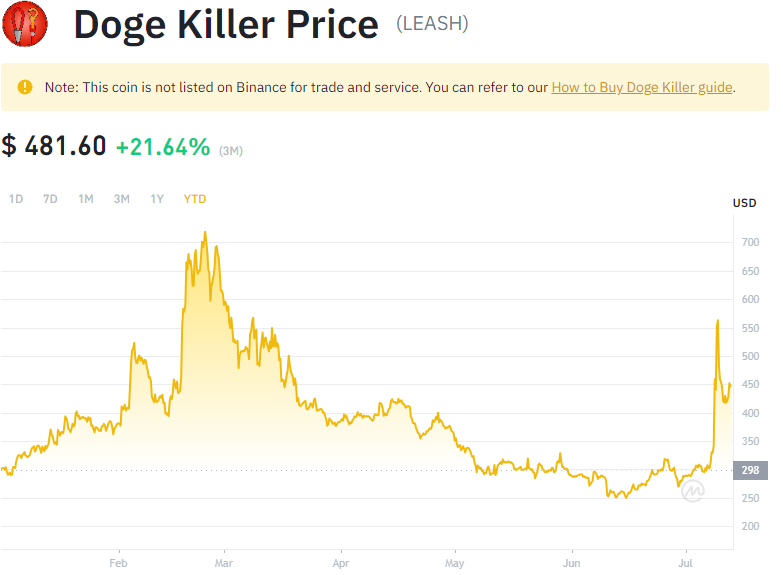 Doge Killer Price (LEASH)
Note: This coin is not listed on Binance for trade and service. You can refer to our How to Buy Doge Killer guide.
$ 481.60 +21.64% (3M)
1D 7D 1M 3M 1Y YTD
USD
700
650
600
550
500
450
400
350
298
250
200
Feb Mar Apr May Jun Jul